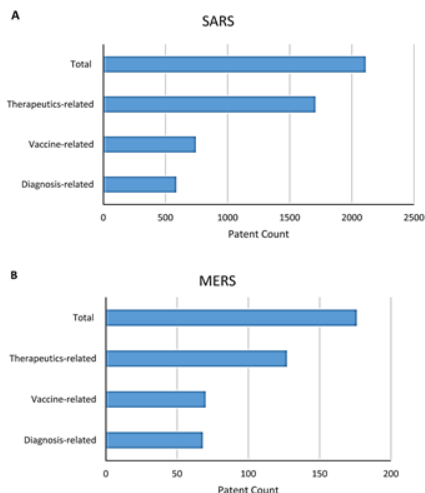 A
SARS
Total
Therapeutics-related
Vaccine-related
Diagnosis-related
0 500 1000 1500 2000 2500
Patent Count
B
MERS
Total
Therapeutics-related
Vaccine-related
Diagnosis-related
0 50 100 150 200
Patent Count